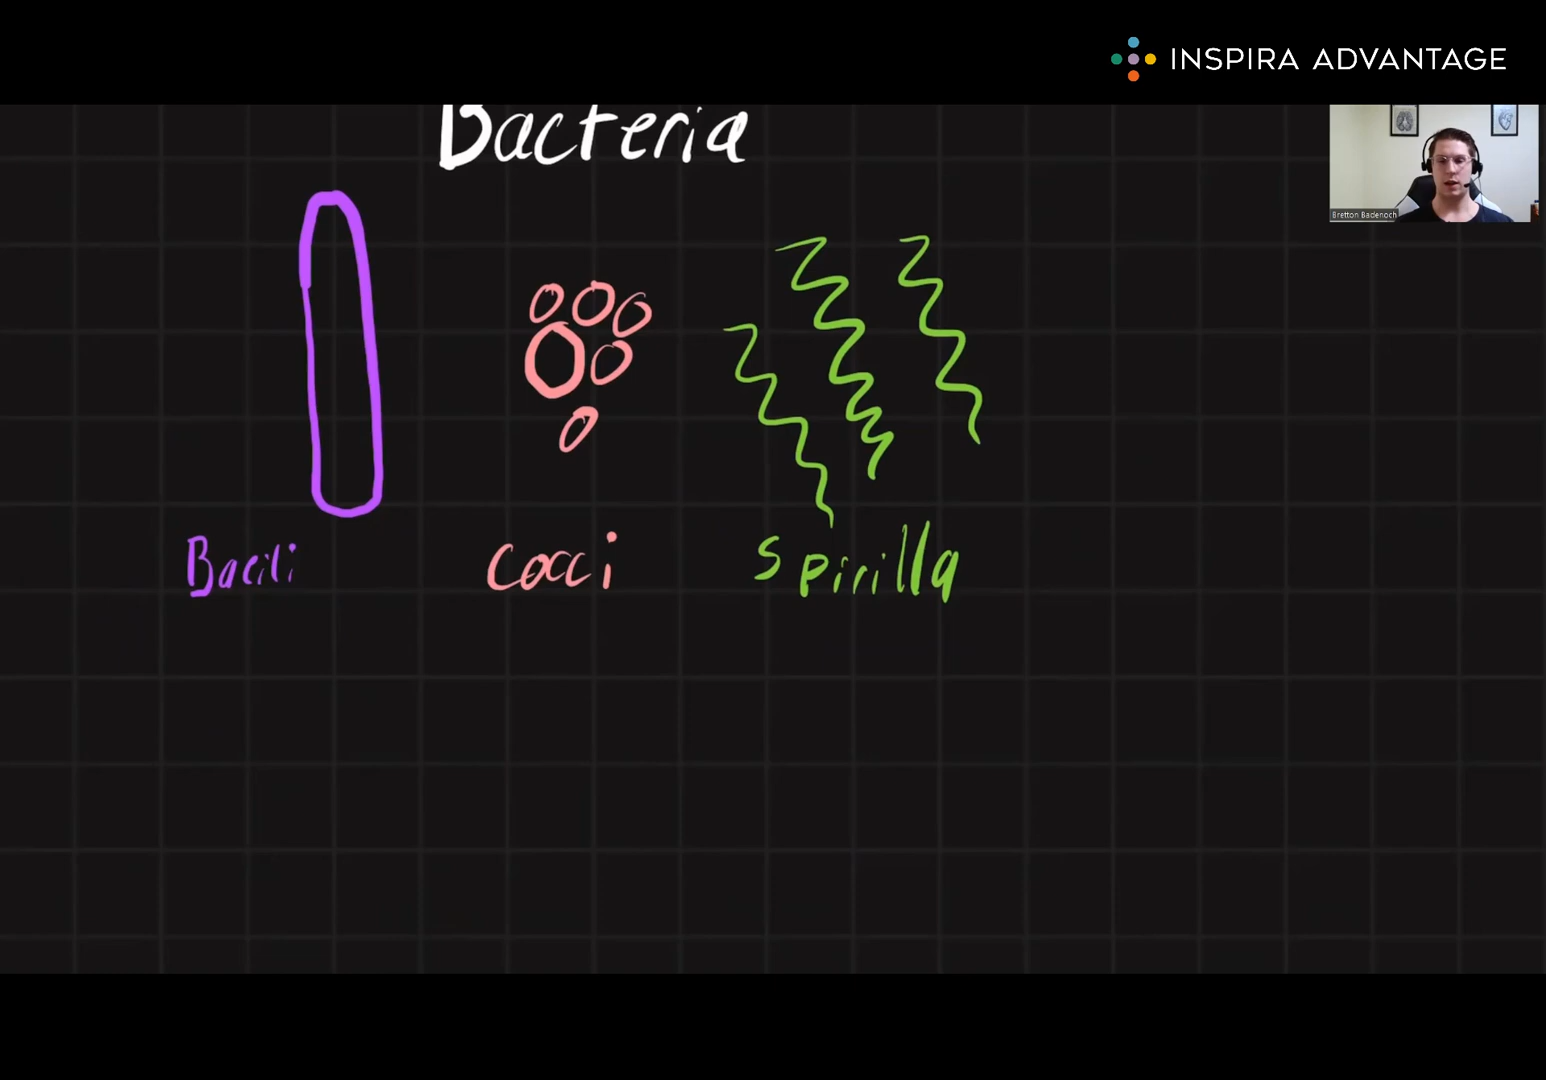 INSPIRA ADVANTAGE
Bacteria
Bretton Badenoch
Bacili
Cocci
Spirilla